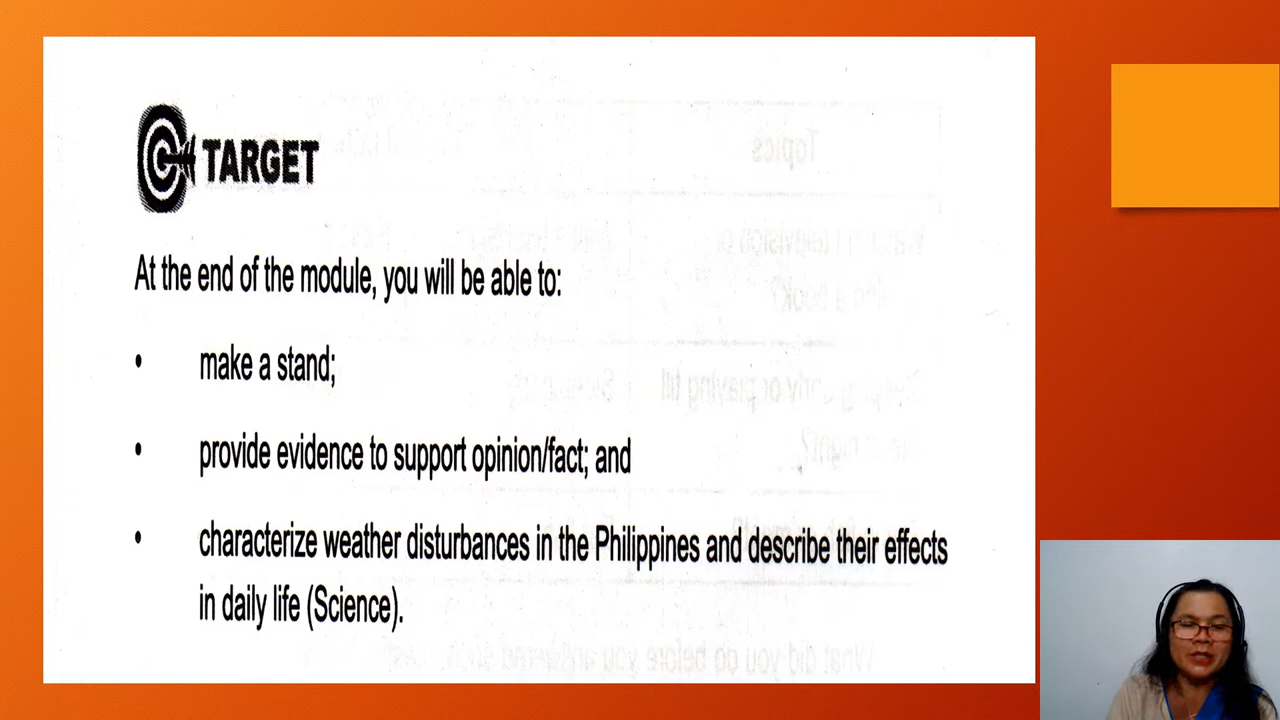 TARGET
At the end of the module, you will be able to:
• make a stand;
• provide evidence to support opinion/fact; and
• characterize weather disturbances in the Philippines and describe their effects
in daily life (Science).